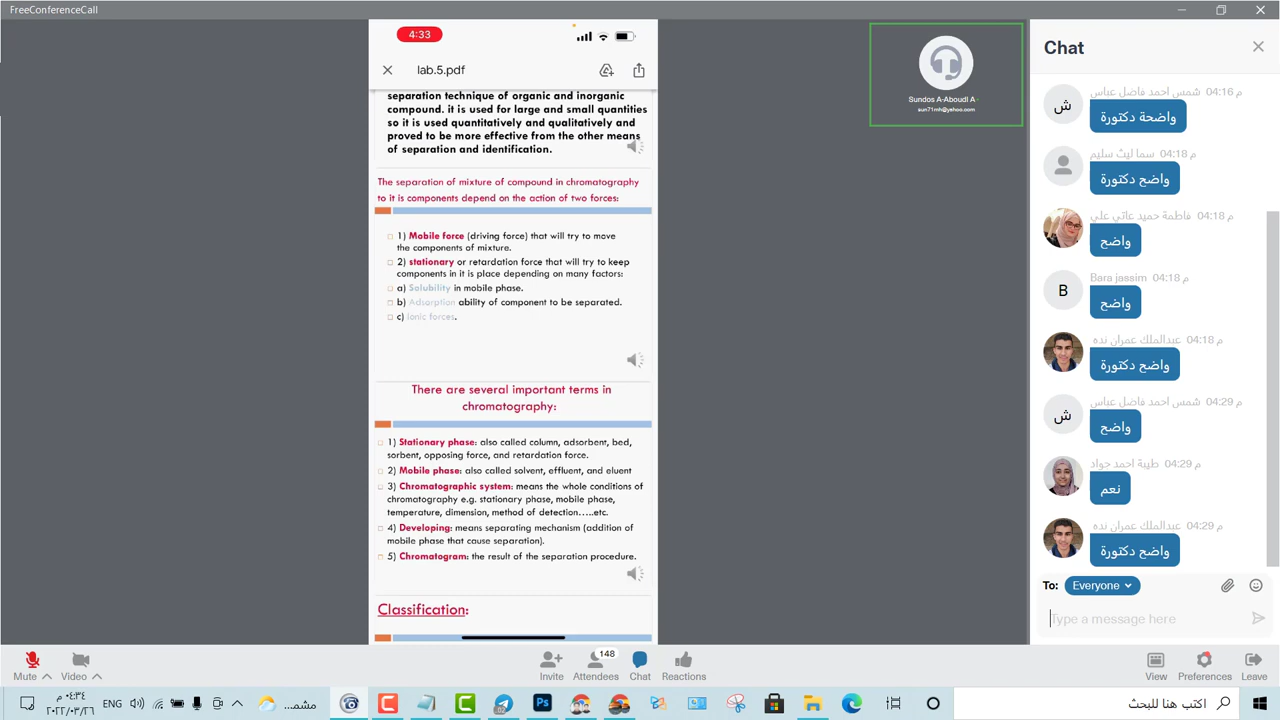 FreeConferenceCall
4:33
lab.5.pdf
separation technique of organic and inorganic
compound. it is used for large and small quantities
so it is used quantitatively and qualitatively and
proved to be more effective from the other means
of separation and identification.
The separation of mixture of compound in chromatography
to it is components depend on the action of two forces:
1) Mobile force (driving force) that will try to move
the components of mixture.
2) stationary or retardation force that will try to keep
components in it is place depending on many factors:
a) Solubility in mobile phase.
b) Adsorption ability of component to be separated.
c) Ionic forces.
There are several important terms in
chromatography:
1) Stationary phase: also called column, adsorbent, bed,
sorbent, opposing force, and retardation force.
2) Mobile phase: also called solvent, effluent, and eluent
3) Chromatographic system: means the whole conditions of
chromatography e.g. stationary phase, mobile phase,
temperature, dimension, method of detection.....etc.
4) Developing: means separating mechanism (addition of
mobile phase that cause separation).
5) Chromatogram: the result of the separation procedure.
Classification:
Sundos A-Aboudi A
sun71mh@yahoo.com
Chat
شمس احمد فاضل عباس 04:16 م
ش
واضحة دكتورة
سما ليث سليم 04:18 م
واضح دكتورة
فاطمة حميد عاتي علي 04:18 م
واضح
Bara jassim 04:18 م
B
واضح
عبدالملك عمران نده 04:18 م
واضح دكتورة
شمس احمد فاضل عباس 04:29 م
ش
واضح
طيبة احمد جواد 04:29 م
نعم
عبدالملك عمران نده 04:29 م
واضح دكتورة
To: Everyone
Type a message here
Mute
Video
Invite
148
Attendees
Chat
Reactions
View
Preferences
Leave
٠٤:٣٤ م
٢٠٢٢/٣/٢٦
ENG
مشمـ...
Ps
اكتب هنا للبحث